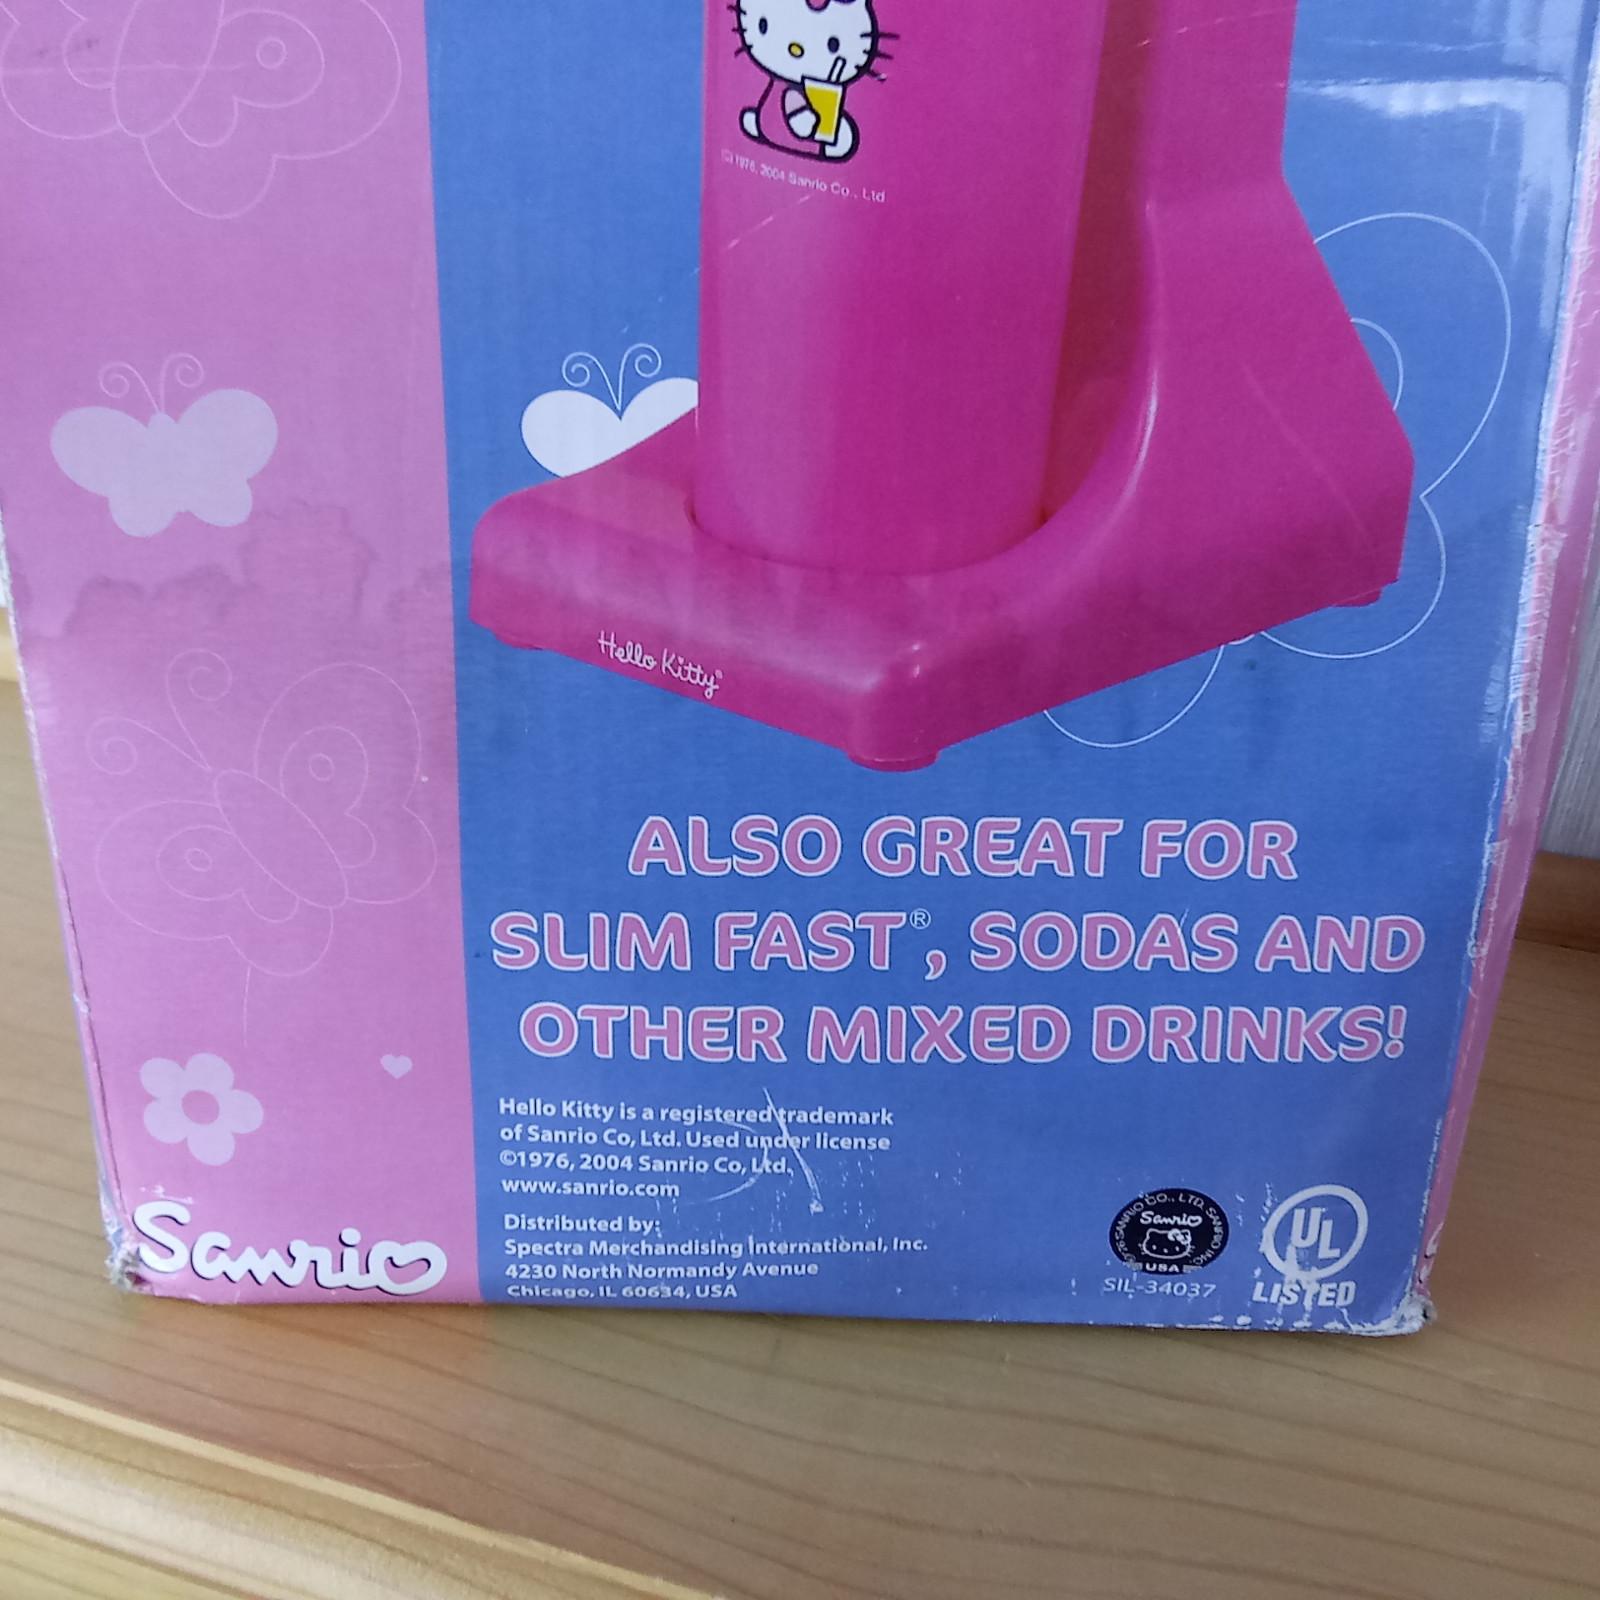 (C) 1976, 2004 Sanrio Co., Ltd
Hello Kitty®
ALSO GREAT FOR
SLIM FAST®, SODAS AND
OTHER MIXED DRINKS!
Hello Kitty is a registered trademark
of Sanrio Co, Ltd. Used under license
©1976, 2004 Sanrio Co, Ltd.
www.sanrio.com
Distributed by:
Spectra Merchandising International, Inc.
4230 North Normandy Avenue
Chicago, IL 60634, USA
Sanrio
SANRIO CO., LTD. SANRIO INC.
Sanrio
USA
SIL-34037
UL
LISTED